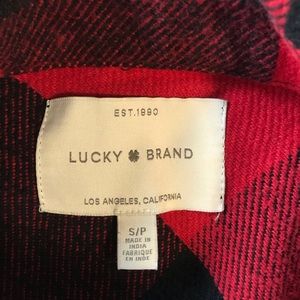 EST. 1990
LUCKY BRAND
LOS ANGELES, CALIFORNIA
S/P
MADE IN
INDIA
FABRIQUÉ
EN INDE